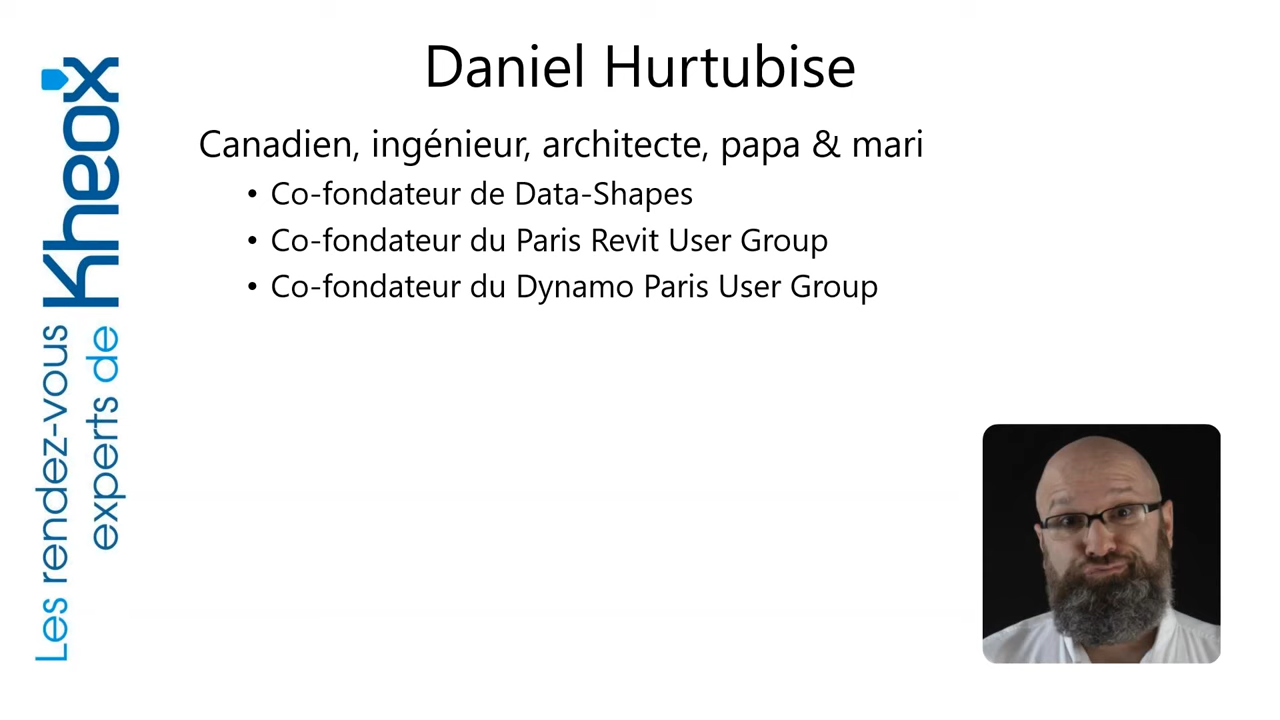 Daniel Hurtubise
Canadien, ingénieur, architecte, papa & mari
• Co-fondateur de Data-Shapes
• Co-fondateur du Paris Revit User Group
• Co-fondateur du Dynamo Paris User Group
Les rendez-vous
experts de
Kheox